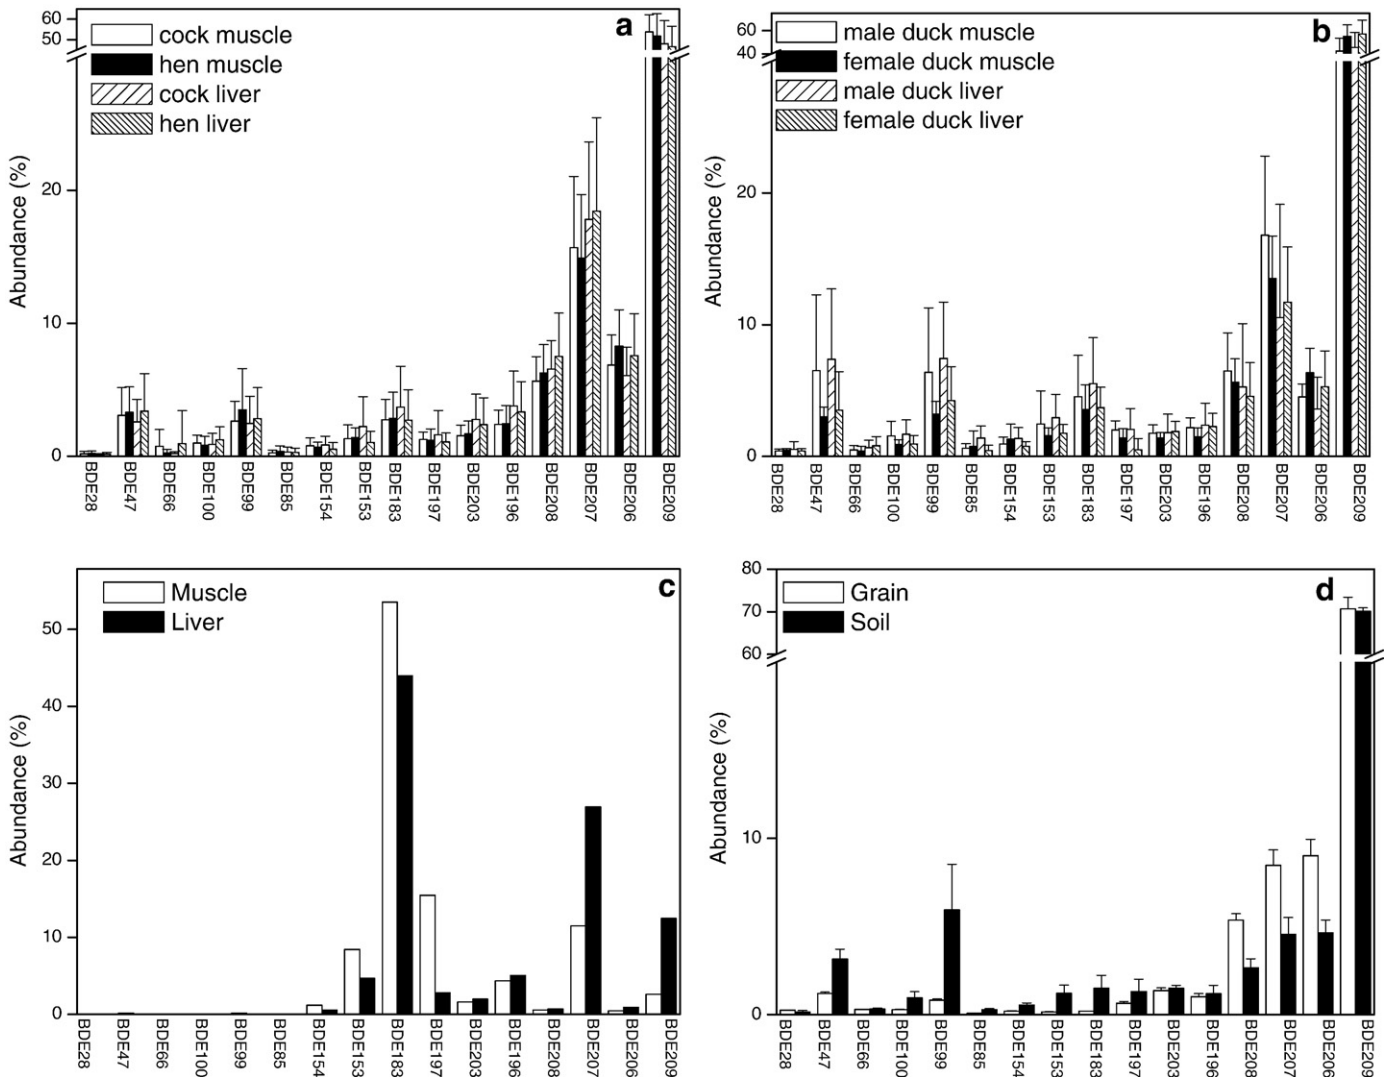 a
60
50
20
10
0
Abundance (%)
cock muscle
hen muscle
cock liver
hen liver
BDE28
BDE47
BDE66
BDE100
BDE99
BDE85
BDE154
BDE153
BDE183
BDE197
BDE203
BDE196
BDE208
BDE207
BDE206
BDE209
b
60
40
20
10
0
Abundance (%)
male duck muscle
female duck muscle
male duck liver
female duck liver
BDE28
BDE47
BDE66
BDE100
BDE99
BDE85
BDE154
BDE153
BDE183
BDE197
BDE203
BDE196
BDE208
BDE207
BDE206
BDE209
c
50
40
30
20
10
0
Abundance (%)
Muscle
Liver
BDE28
BDE47
BDE66
BDE100
BDE99
BDE85
BDE154
BDE153
BDE183
BDE197
BDE203
BDE196
BDE208
BDE207
BDE206
BDE209
d
80
70
60
10
0
Abundance (%)
Grain
Soil
BDE28
BDE47
BDE66
BDE100
BDE99
BDE85
BDE154
BDE153
BDE183
BDE197
BDE203
BDE196
BDE208
BDE207
BDE206
BDE209